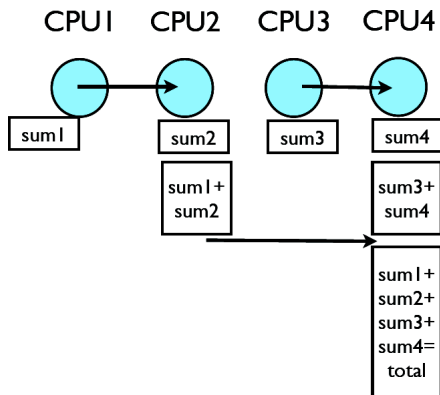 CPU1 CPU2 CPU3 CPU4
sum1 sum2 sum3 sum4
sum1+
sum2
sum3+
sum4
sum1+
sum2+
sum3+
sum4=
total